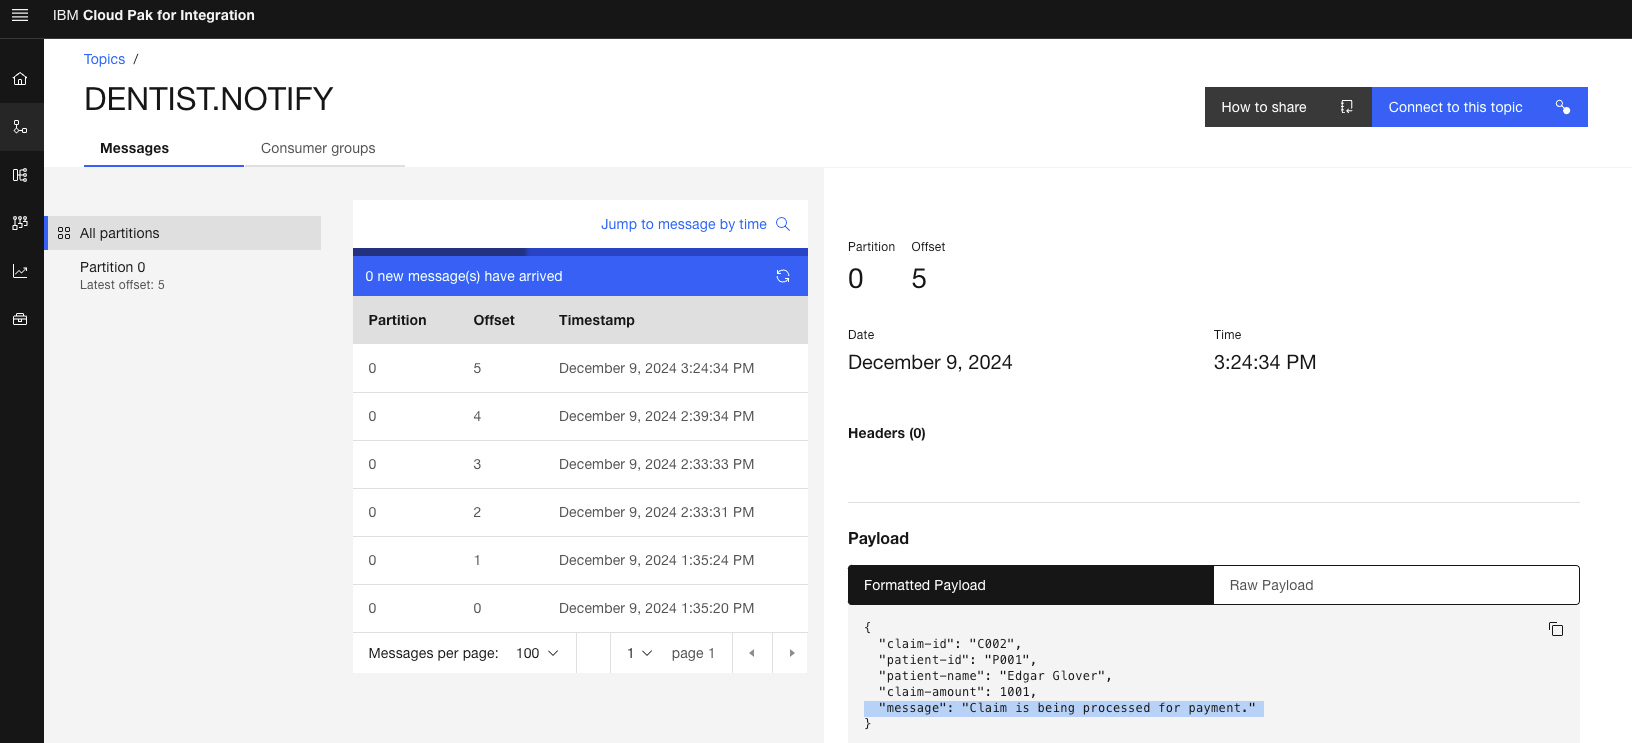 IBM Cloud Pak for Integration
Topics /
DENTIST.NOTIFY
How to share
Connect to this topic
Messages
Consumer groups
All partitions
Partition 0
Latest offset: 5
Jump to message by time
0 new message(s) have arrived
Partition Offset Timestamp
0 5 December 9, 2024 3:24:34 PM
0 4 December 9, 2024 2:39:34 PM
0 3 December 9, 2024 2:33:33 PM
0 2 December 9, 2024 2:33:31 PM
0 1 December 9, 2024 1:35:24 PM
0 0 December 9, 2024 1:35:20 PM
Messages per page: 100 1 page 1
Partition Offset
0 5
Date Time
December 9, 2024 3:24:34 PM
Headers (0)
Payload
Formatted Payload Raw Payload
{
"claim-id": "C002",
"patient-id": "P001",
"patient-name": "Edgar Glover",
"claim-amount": 1001,
"message": "Claim is being processed for payment."
}